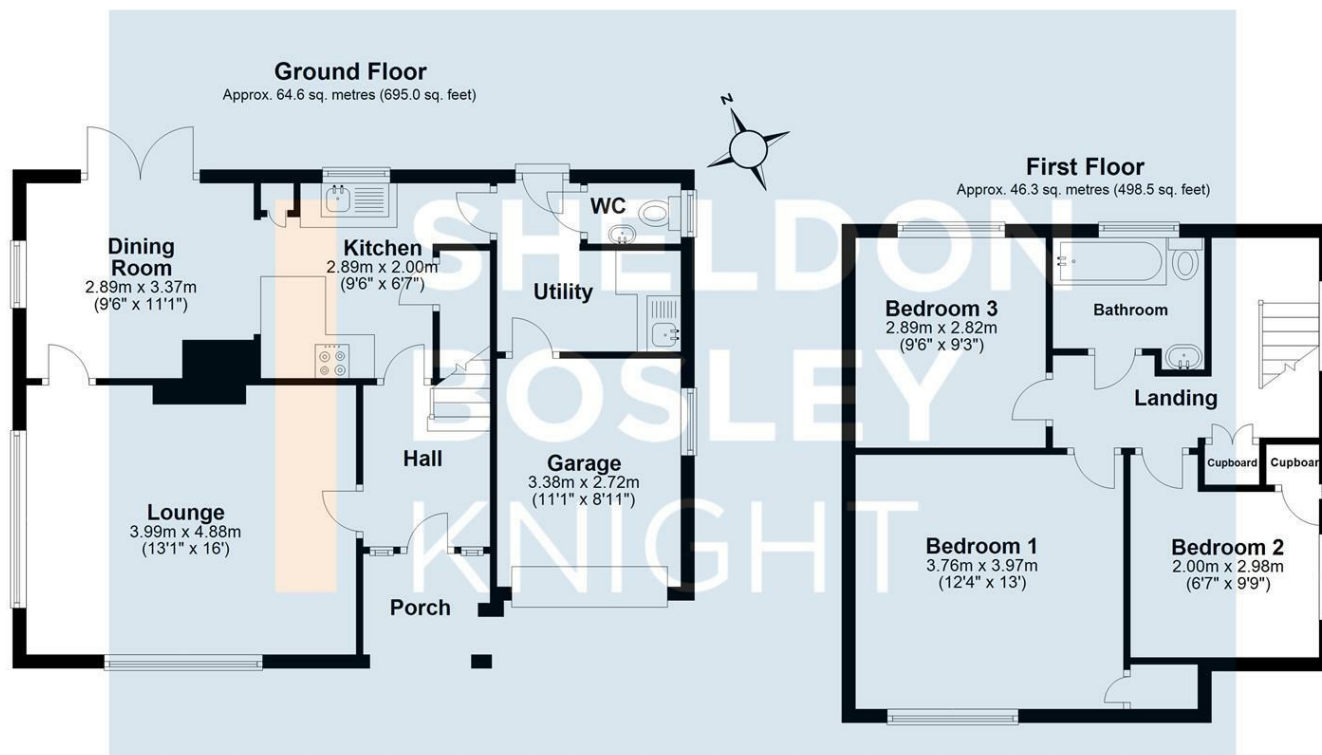 Ground Floor
Approx. 64.6 sq. metres (695.0 sq. feet)
N
First Floor
Approx. 46.3 sq. metres (498.5 sq. feet)
Dining
Room
2.89m x 3.37m
(9'6" x 11'1")
Kitchen
2.89m x 2.00m
(9'6" x 6'7")
WC
Utility
Lounge
3.99m x 4.88m
(13'1" x 16')
Hall
Garage
3.38m x 2.72m
(11'1" x 8'11")
Porch
Bedroom 3
2.89m x 2.82m
(9'6" x 9'3")
Bathroom
Landing
Cupboard
Cupboar
Bedroom 1
3.76m x 3.97m
(12'4" x 13')
Bedroom 2
2.00m x 2.98m
(6'7" x 9'9")
SHELDON
BOSLEY
KNIGHT